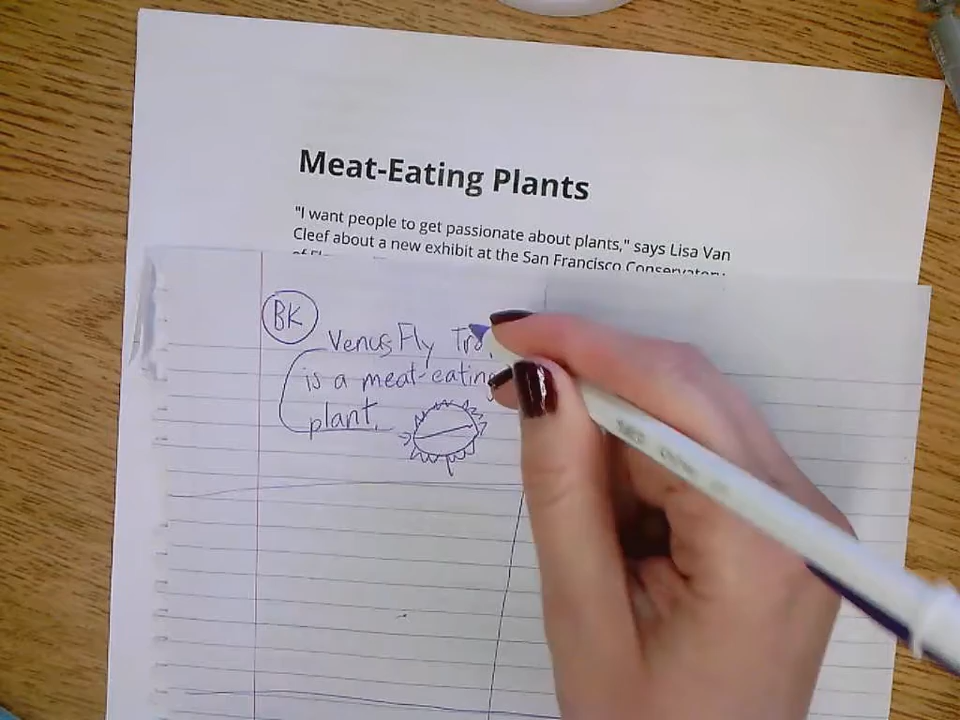 Meat-Eating Plants
"I want people to get passionate about plants," says Lisa Van
Cleef about a new exhibit at the San Francisco Conservatory
BK
Venus Fly Tra
is a meat-eating
plant.